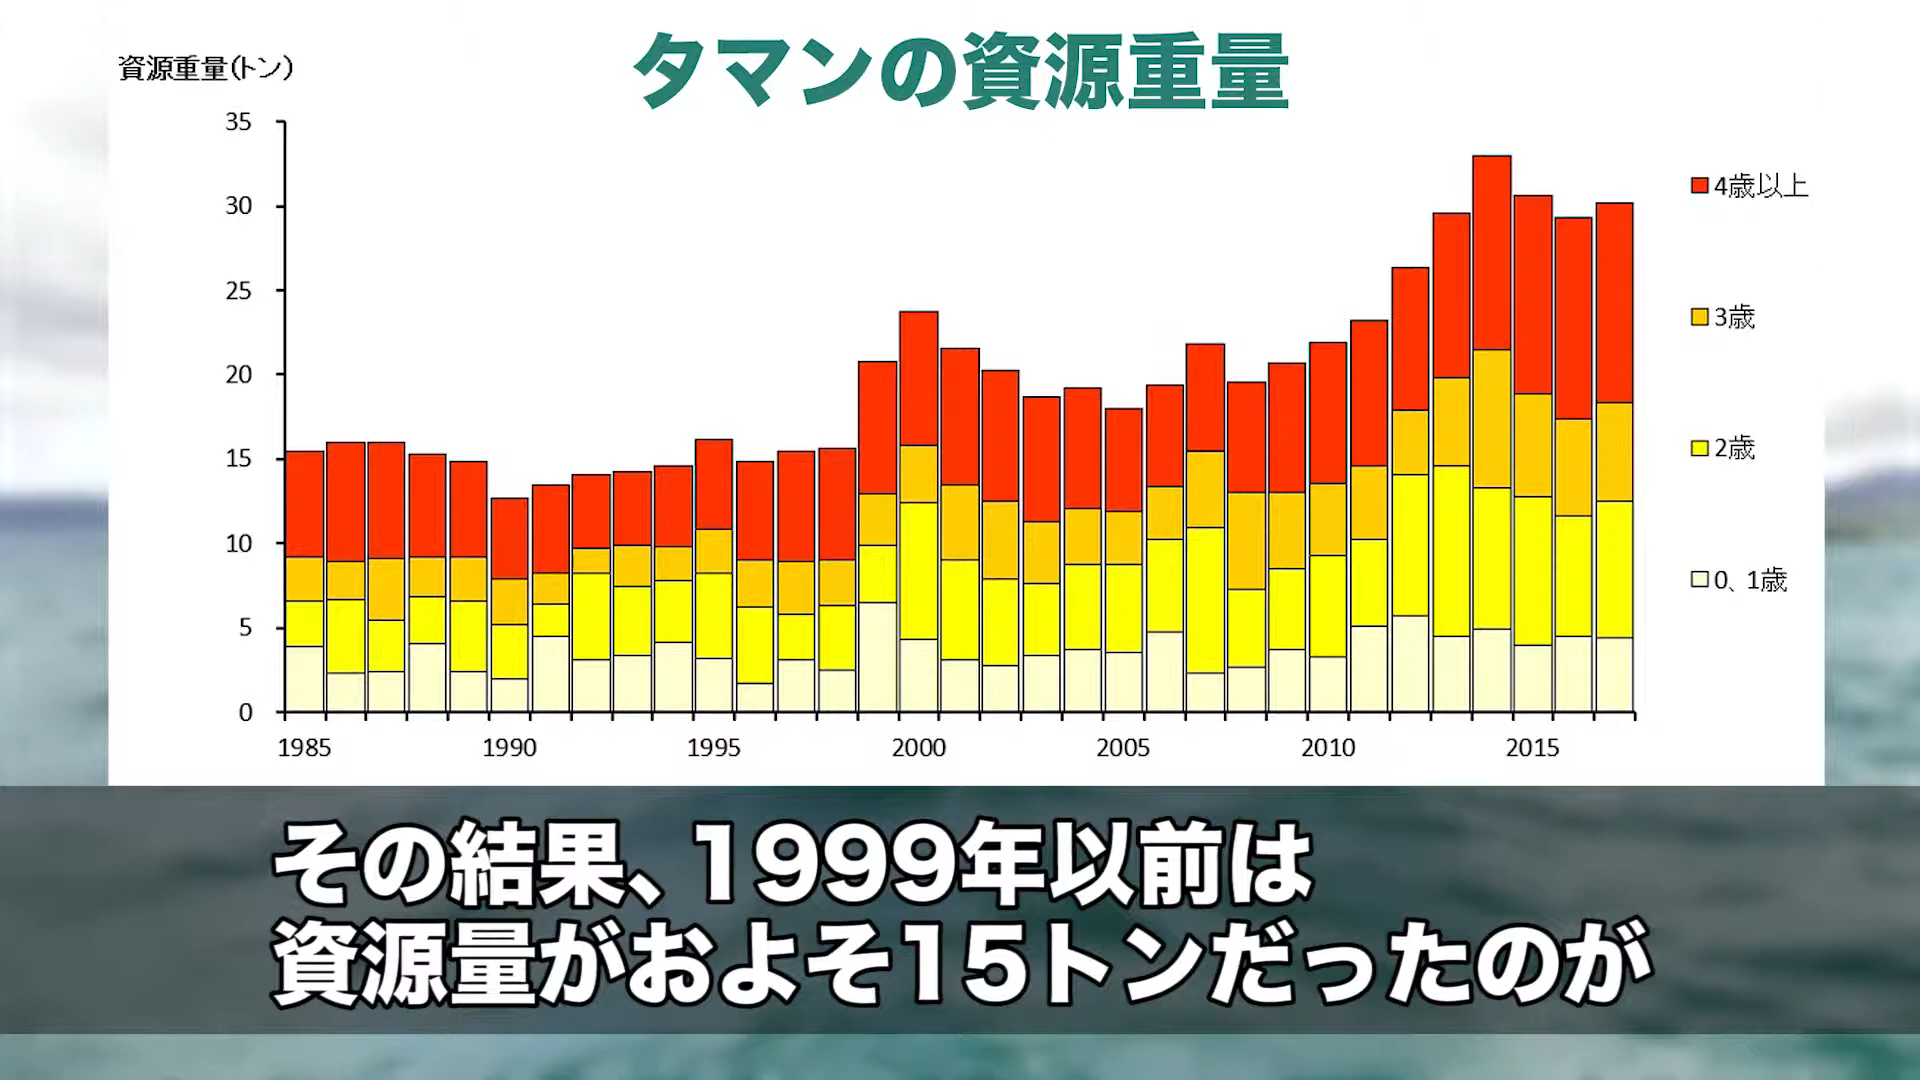 タマンの資源重量
資源重量(トン)
35
30
25
20
15
10
5
0
1985 1990 1995 2000 2005 2010 2015
4歳以上
3歳
2歳
0、1歳
その結果、1999年以前は
資源量がおよそ15トンだったのが